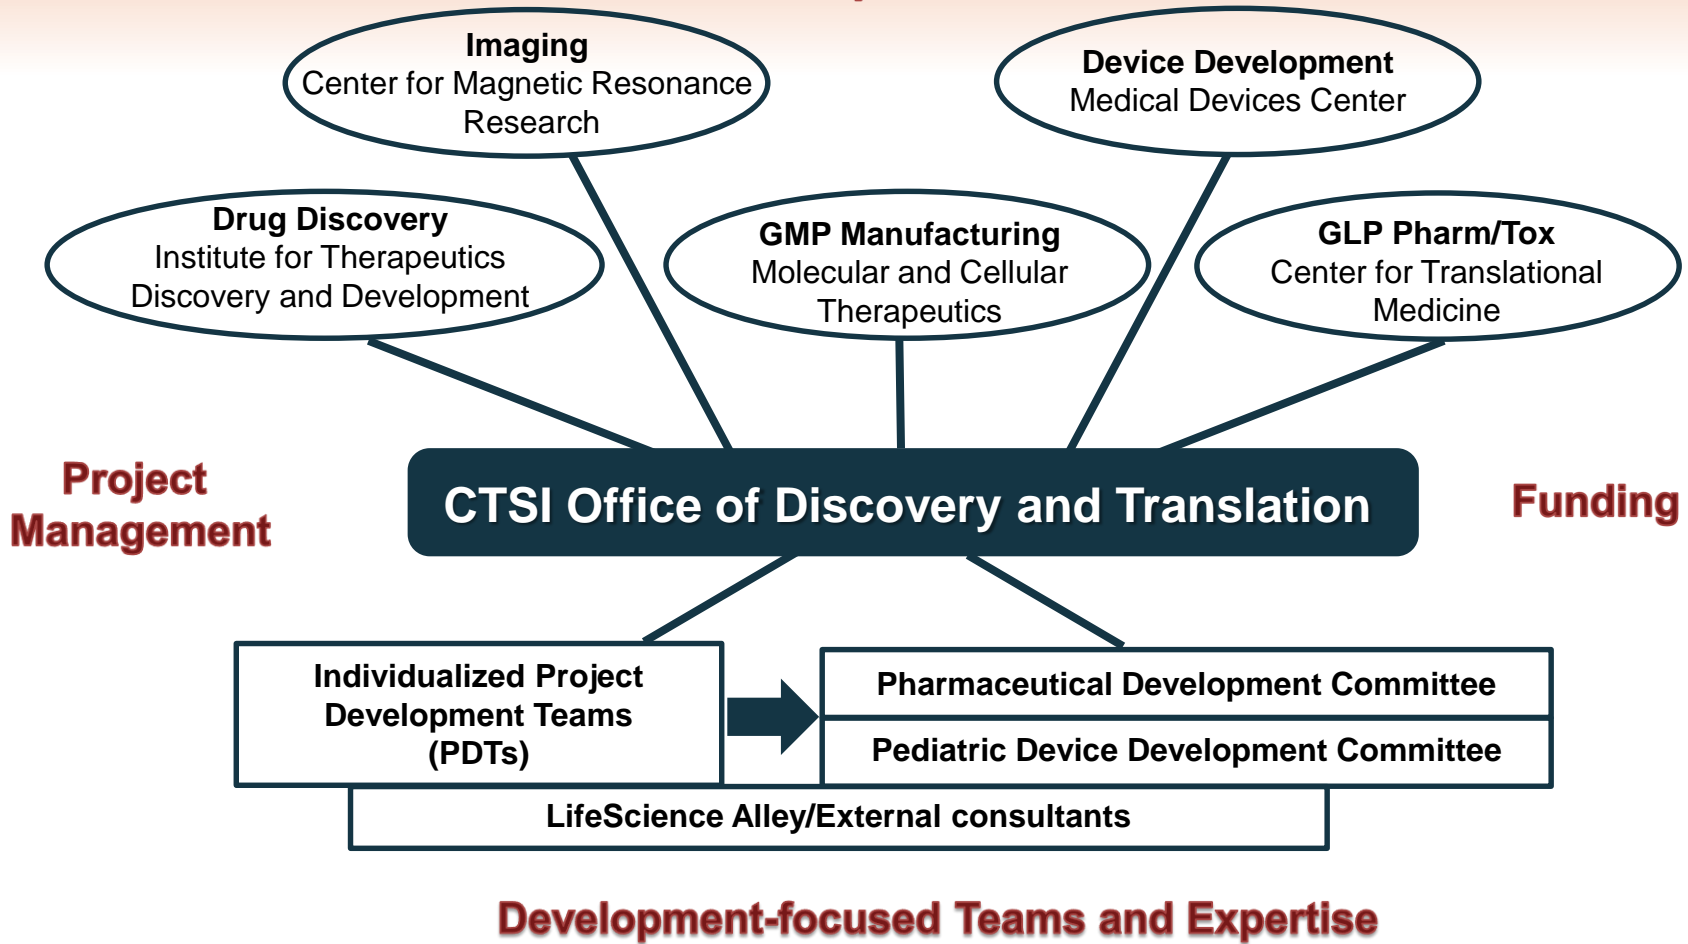 Imaging
Center for Magnetic Resonance
Research
Device Development
Medical Devices Center
Drug Discovery
Institute for Therapeutics
Discovery and Development
GMP Manufacturing
Molecular and Cellular
Therapeutics
GLP Pharm/Tox
Center for Translational
Medicine
Project
Management
CTSI Office of Discovery and Translation
Funding
Individualized Project
Development Teams
(PDTs)
Pharmaceutical Development Committee
Pediatric Device Development Committee
LifeScience Alley/External consultants
Development-focused Teams and Expertise